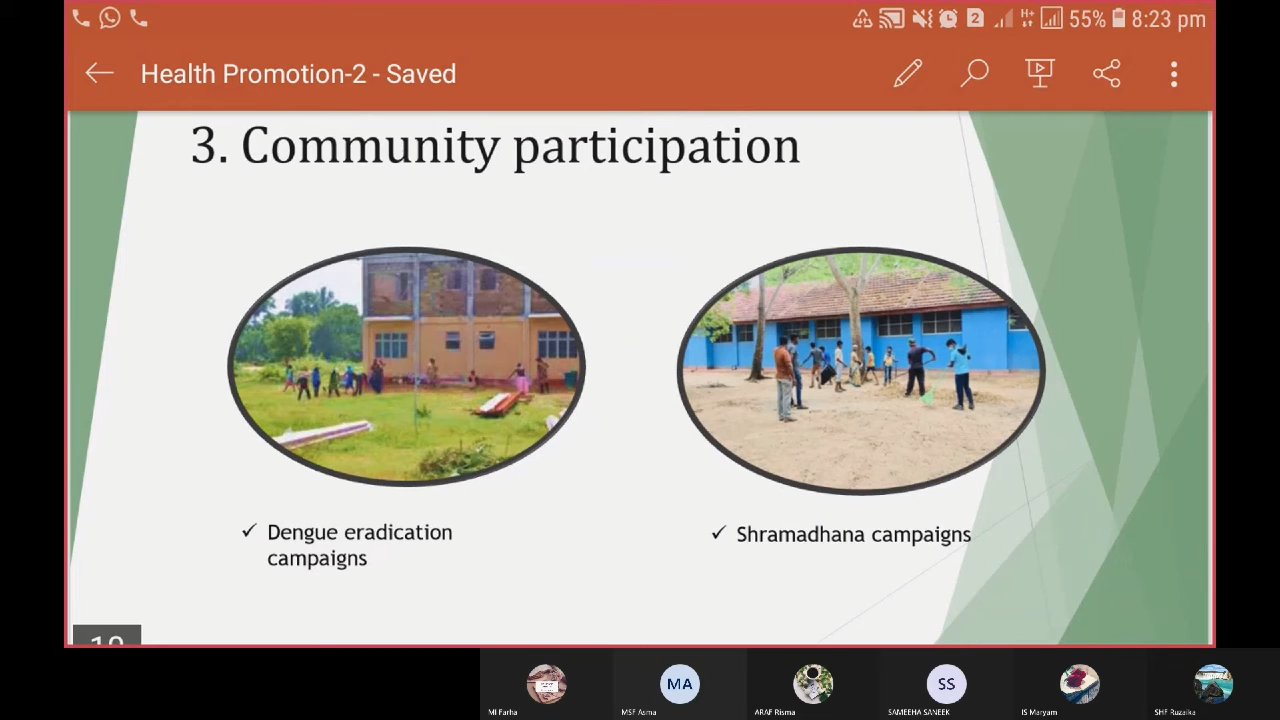 2 H+ 55% 8:23 pm
Health Promotion-2 - Saved
3. Community participation
✓ Dengue eradication
campaigns
✓ Shramadhana campaigns
MA
SS
MI Farha
MSF Asma
ARAF Risma
SAMEEHA SANEEK
IS Maryam
SHF Ruzaika